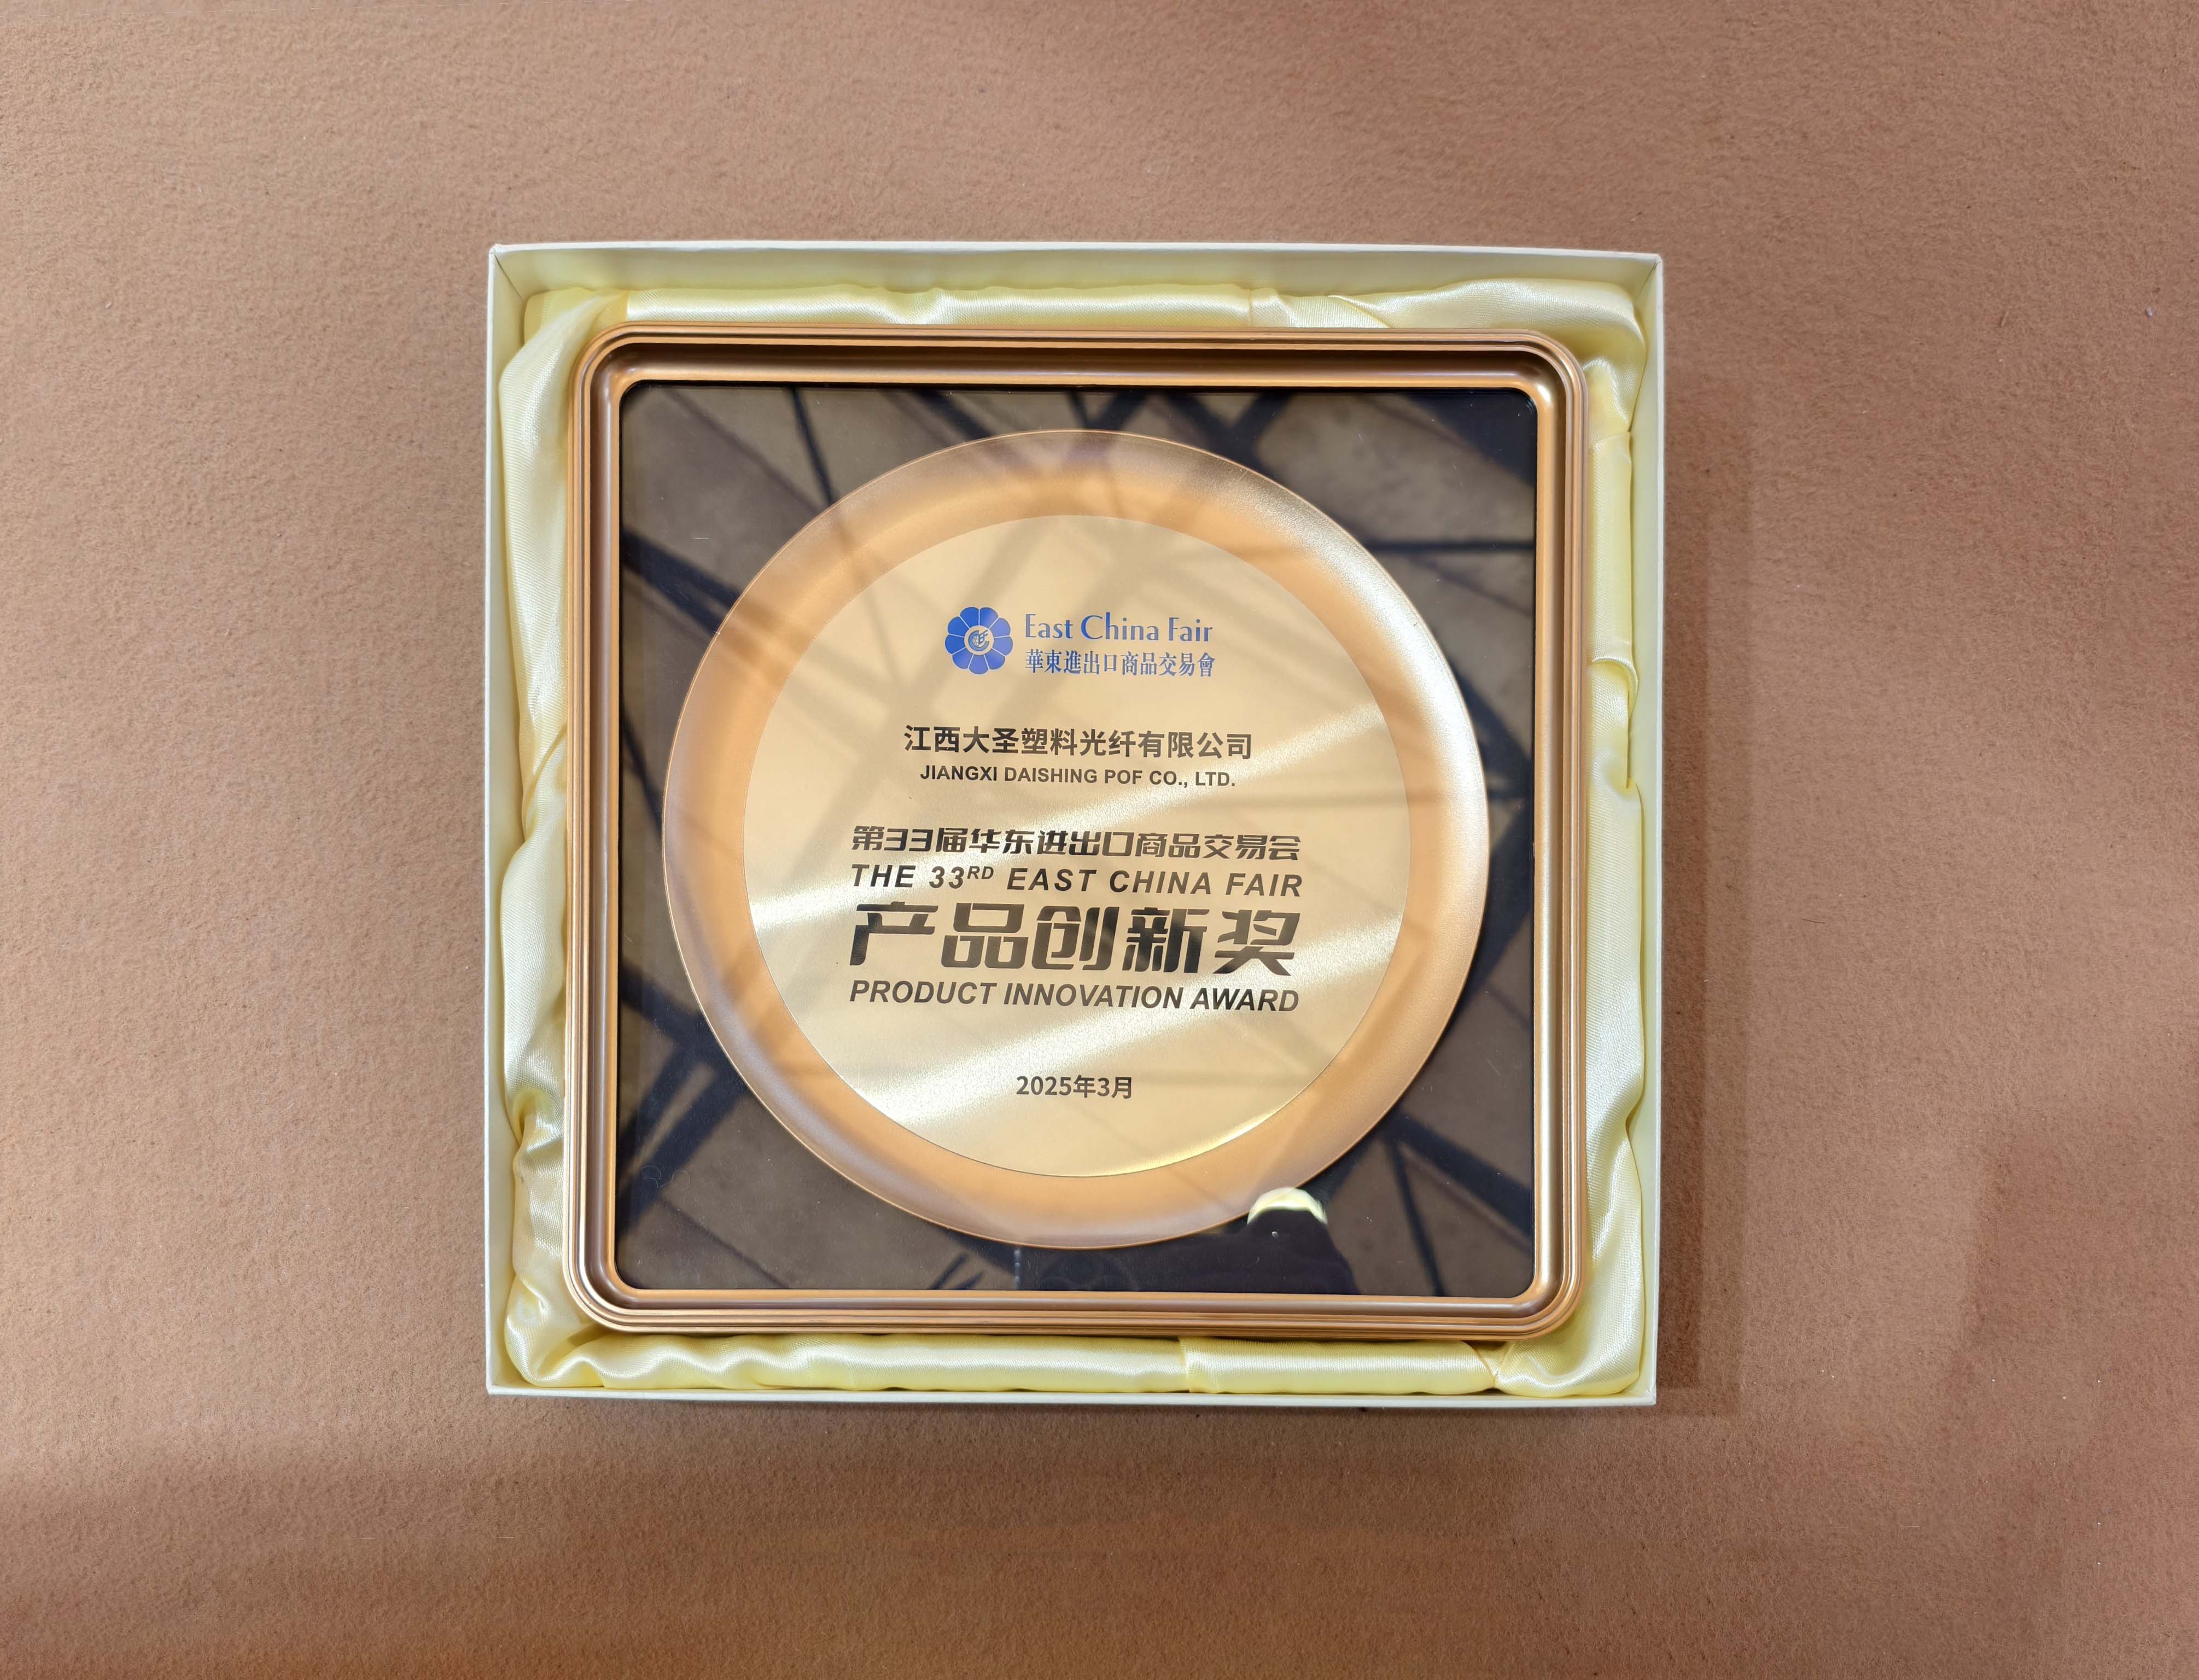 East China Fair
華東進出口商品交易會
江西大圣塑料光纤有限公司
JIANGXI DAISHING POF CO., LTD.
第33届华东进出口商品交易会
THE 33RD EAST CHINA FAIR
产品创新奖
PRODUCT INNOVATION AWARD
2025年3月